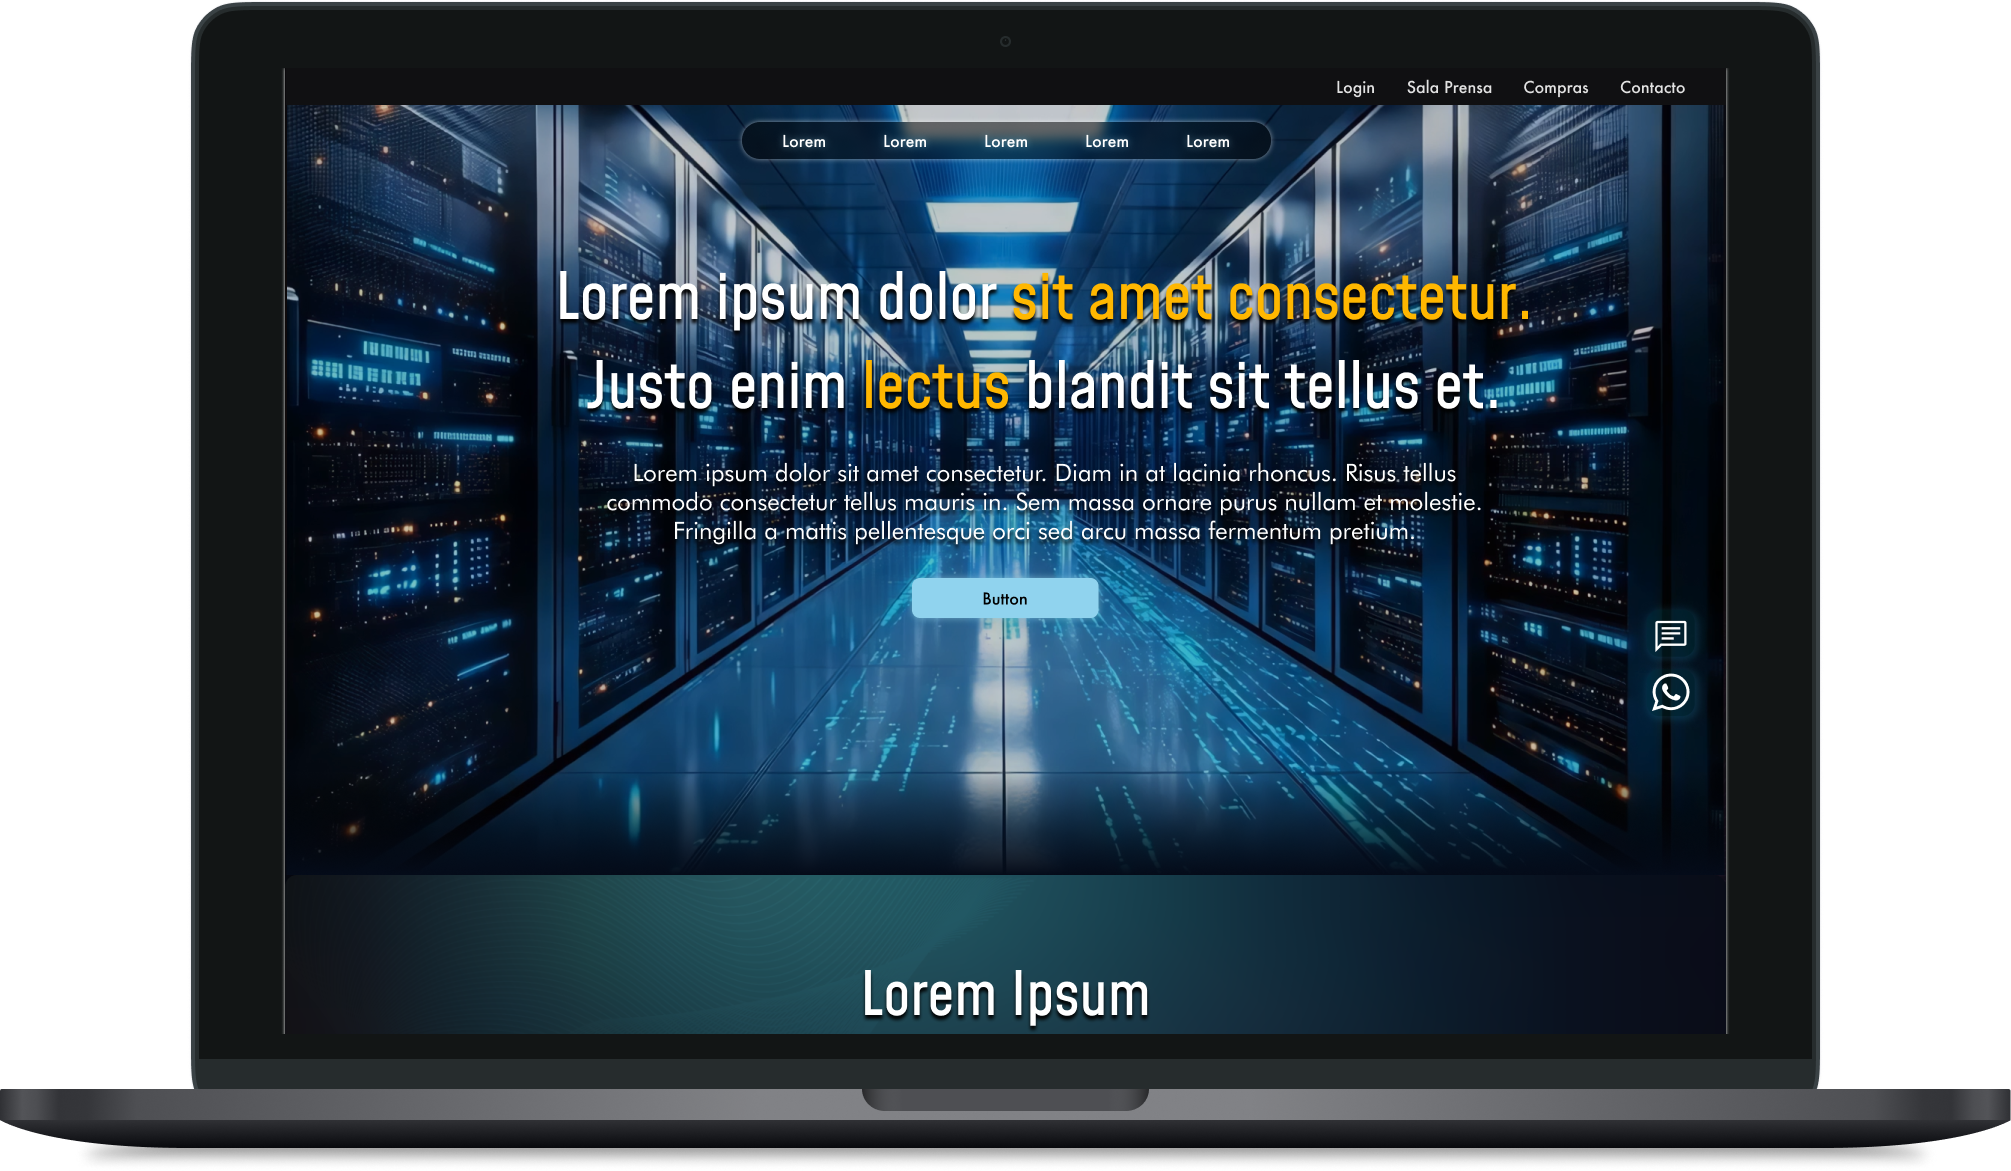 Login Sala Prensa Compras Contacto
Lorem Lorem Lorem Lorem Lorem
Lorem ipsum dolor sit amet consectetur.
Justo enim lectus blandit sit tellus et.
Lorem ipsum dolor sit amet consectetur. Diam in at lacinia rhoncus. Risus tellus
commodo consectetur tellus mauris in. Sem massa ornare purus nullam et molestie.
Fringilla a mattis pellentesque orci sed arcu massa fermentum pretium.
Button
Lorem Ipsum